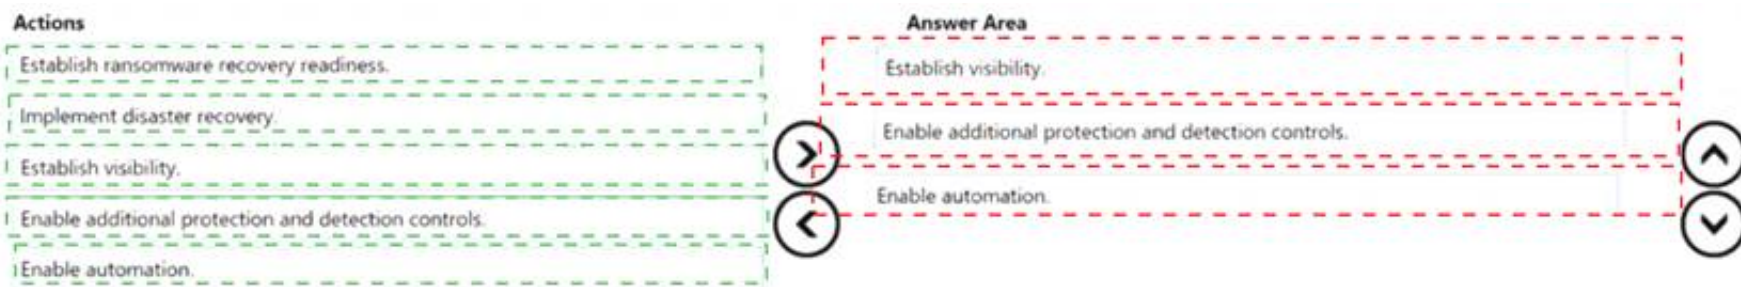 Actions
Establish ransomware recovery readiness.
Implement disaster recovery.
Establish visibility.
Enable additional protection and detection controls.
Enable automation.
Answer Area
Establish visibility.
Enable additional protection and detection controls.
Enable automation.